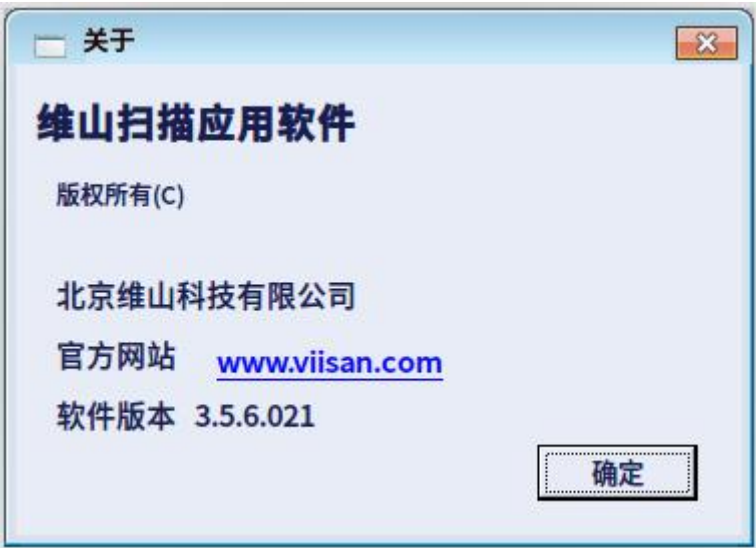 关于
维山扫描应用软件
版权所有(C)
北京维山科技有限公司
官方网站 www.viisan.com
软件版本 3.5.6.021
确定